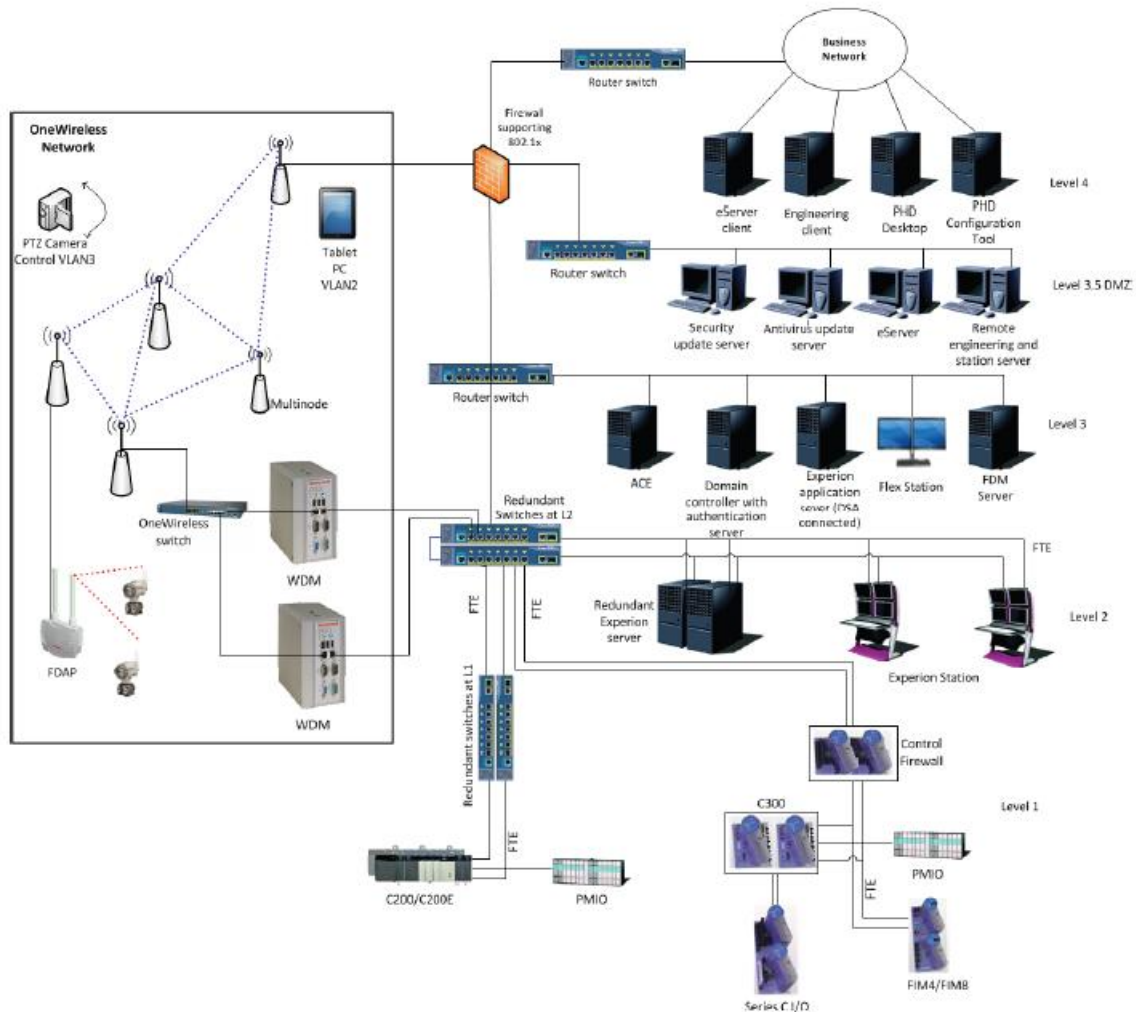 Business
Network
Router switch
Firewall
supporting
802.1x
OneWireless
Network
PTZ Camera
Control VLAN3
Tablet
PC
VLAN2
eServer
client
Engineering
client
PHD
Desktop
PHD
Configuration
Tool
Level 4
Router switch
Security
update server
Antivirus update
server
eServer
Remote
engineering and
station server
Level 3.5 DMZ
Multinode
Router switch
ACE
Domain
controller with
authentication
server
Experion
application
sever (DSA
connected)
Flex Station
FDM
Server
Level 3
OneWireless
switch
WDM
Redundant
Switches at L2
FTE
FTE
FTE
Redundant
Experion
server
Experion Station
Level 2
FDAP
WDM
Redundant switches at L1
Control
Firewall
C300
Level 1
FTE
C200/C200E
PMIO
PMIO
FTE
Series C I/O
FIM4/FIM8